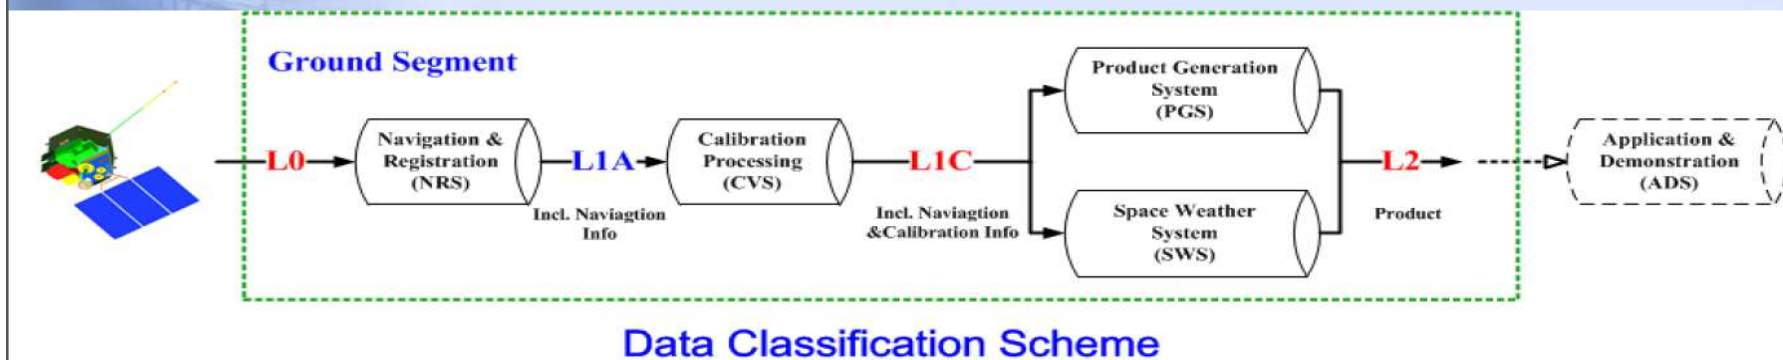 Ground Segment
L0
Navigation &
Registration
(NRS)
L1A
Incl. Naviagtion
Info
Calibration
Processing
(CVS)
L1C
Incl. Naviagtion
&Calibration Info
Product Generation
System
(PGS)
Space Weather
System
(SWS)
L2
Product
Application &
Demonstration
(ADS)
Data Classification Scheme